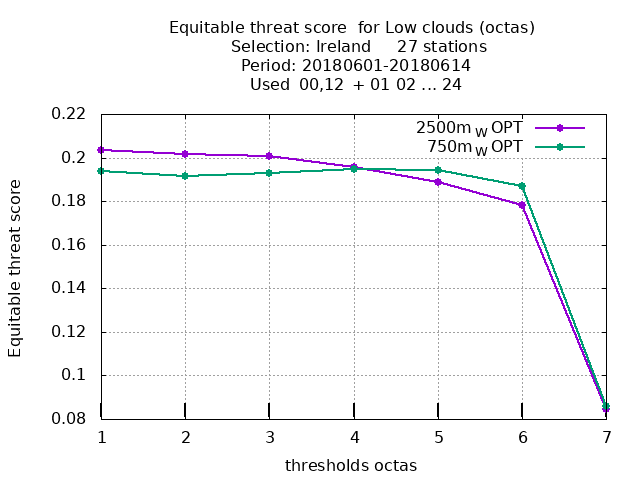 Equitable threat score  for Low clouds (octas)
Selection: Ireland     27 stations
Period: 20180601-20180614
Used  00,12  + 01 02 ... 24
Equitable threat score
0.22
0.2
0.18
0.16
0.14
0.12
0.1
0.08
2500m W OPT
750m W OPT
1 2 3 4 5 6 7
thresholds octas